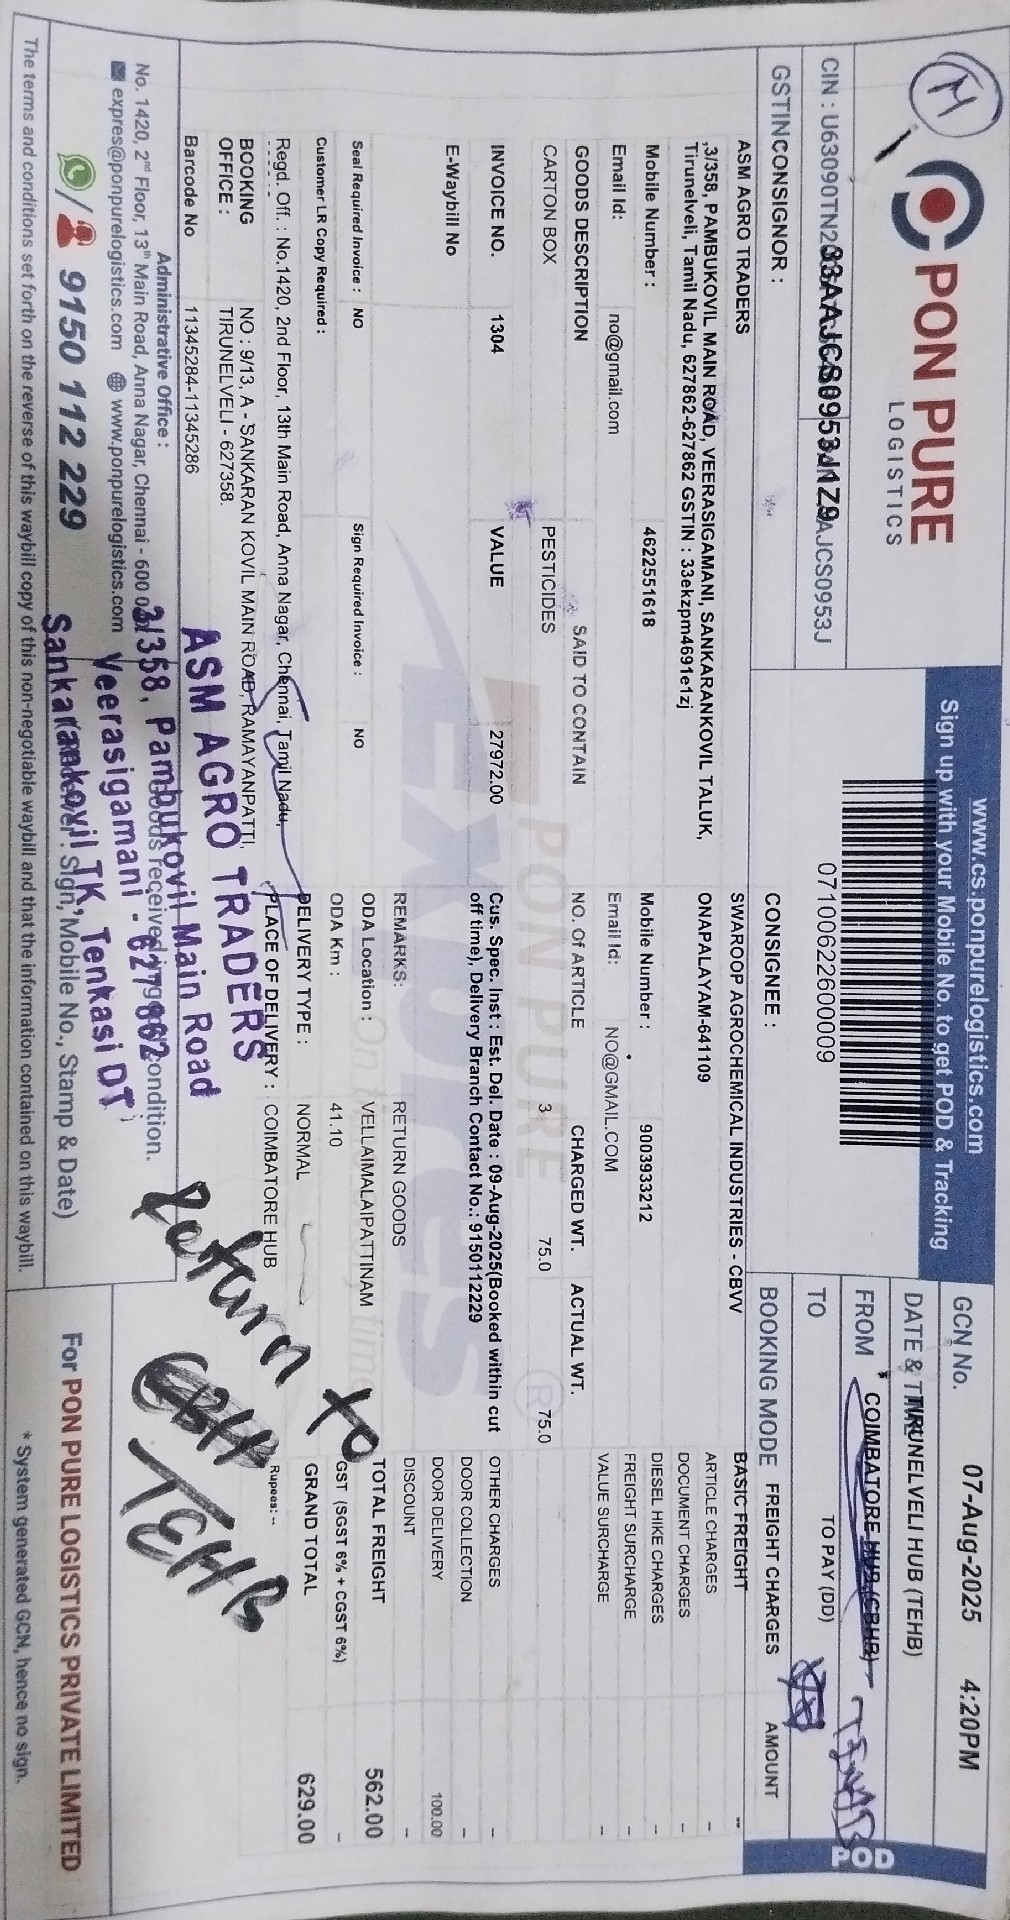 PON PURE
LOGISTICS
www.cs.ponpurelogistics.com
Sign up with your Mobile No. to get POD & Tracking
GCN No. 07-Aug-2025 4:20PM
DATE & T TIRUNELVELI HUB (TEHB)
FROM COIMBATORE HUB (CBHB)
TO TO PAY (DD)
POD
07100622600009
CIN : U63090TN2
33AAJCS0953J1Z9
AJCS0953J
GSTIN CONSIGNOR :
CONSIGNEE :
BOOKING MODE FREIGHT CHARGES AMOUNT
ASM AGRO TRADERS
,3/358, PAMBUKOVIL MAIN ROAD, VEERASIGAMANI, SANKARANKOVIL TALUK,
Tirunelveli, Tamil Nadu, 627862-627862 GSTIN : 33ekzpm4691e1zj
Mobile Number : 4622551618
Email Id: no@gmail.com
SWAROOP AGROCHEMICAL INDUSTRIES - CBVV
ONAPALAYAM-641109
Mobile Number : 9003933212
Email Id: NO@GMAIL.COM
GOODS DESCRIPTION SAID TO CONTAIN NO. Of ARTICLE CHARGED WT. ACTUAL WT.
CARTON BOX PESTICIDES 3 75.0 75.0
INVOICE NO. 1304 VALUE 27972.00
E-Waybill No
Cus. Spec. Inst : Est. Del. Date : 09-Aug-2025(Booked within cut
off time), Delivery Branch Contact No.: 9150112229
REMARKS: RETURN GOODS
ODA Location : VELLAIMALAIPATTINAM
ODA Km : 41.10
DELIVERY TYPE : NORMAL
PLACE OF DELIVERY : COIMBATORE HUB
Seal Required Invoice : NO Sign Required Invoice : NO
Customer LR Copy Required :
Regd. Off. : No.1420, 2nd Floor, 13th Main Road, Anna Nagar, Chennai, Tamil Nadu,
BOOKING OFFICE : NO : 9/13, A - SANKARAN KOVIL MAIN ROAD, RAMAYANPATTI,
TIRUNELVELI - 627358.
Barcode No 11345284-11345286
BASIC FREIGHT --
ARTICLE CHARGES -
DOCUMENT CHARGES -
DIESEL HIKE CHARGES -
FREIGHT SURCHARGE -
VALUE SURCHARGE -
OTHER CHARGES -
DOOR COLLECTION -
DOOR DELIVERY 100.00
DISCOUNT -
TOTAL FREIGHT 562.00
GST (SGST 6% + CGST 6%) -
GRAND TOTAL 629.00
Rupees: --
PON PURE
Express
On time
Administrative Office :
No. 1420, 2nd Floor, 13th Main Road, Anna Nagar, Chennai - 600
expres@ponpurelogistics.com www.ponpurelogistics.com
9150 112 229
ASM AGRO TRADERS
3/358, Pambukovil Main Road
Veerasigamani - 627862
Sankarankovil TK, Tenkasi DT
Goods received in good condition.
Sign, Mobile No., Stamp & Date)
Return to
CBHB
TEHB
For PON PURE LOGISTICS PRIVATE LIMITED
* System generated GCN, hence no sign.
The terms and conditions set forth on the reverse of this waybill copy of this non-negotiable waybill and that the information contained on this waybill.